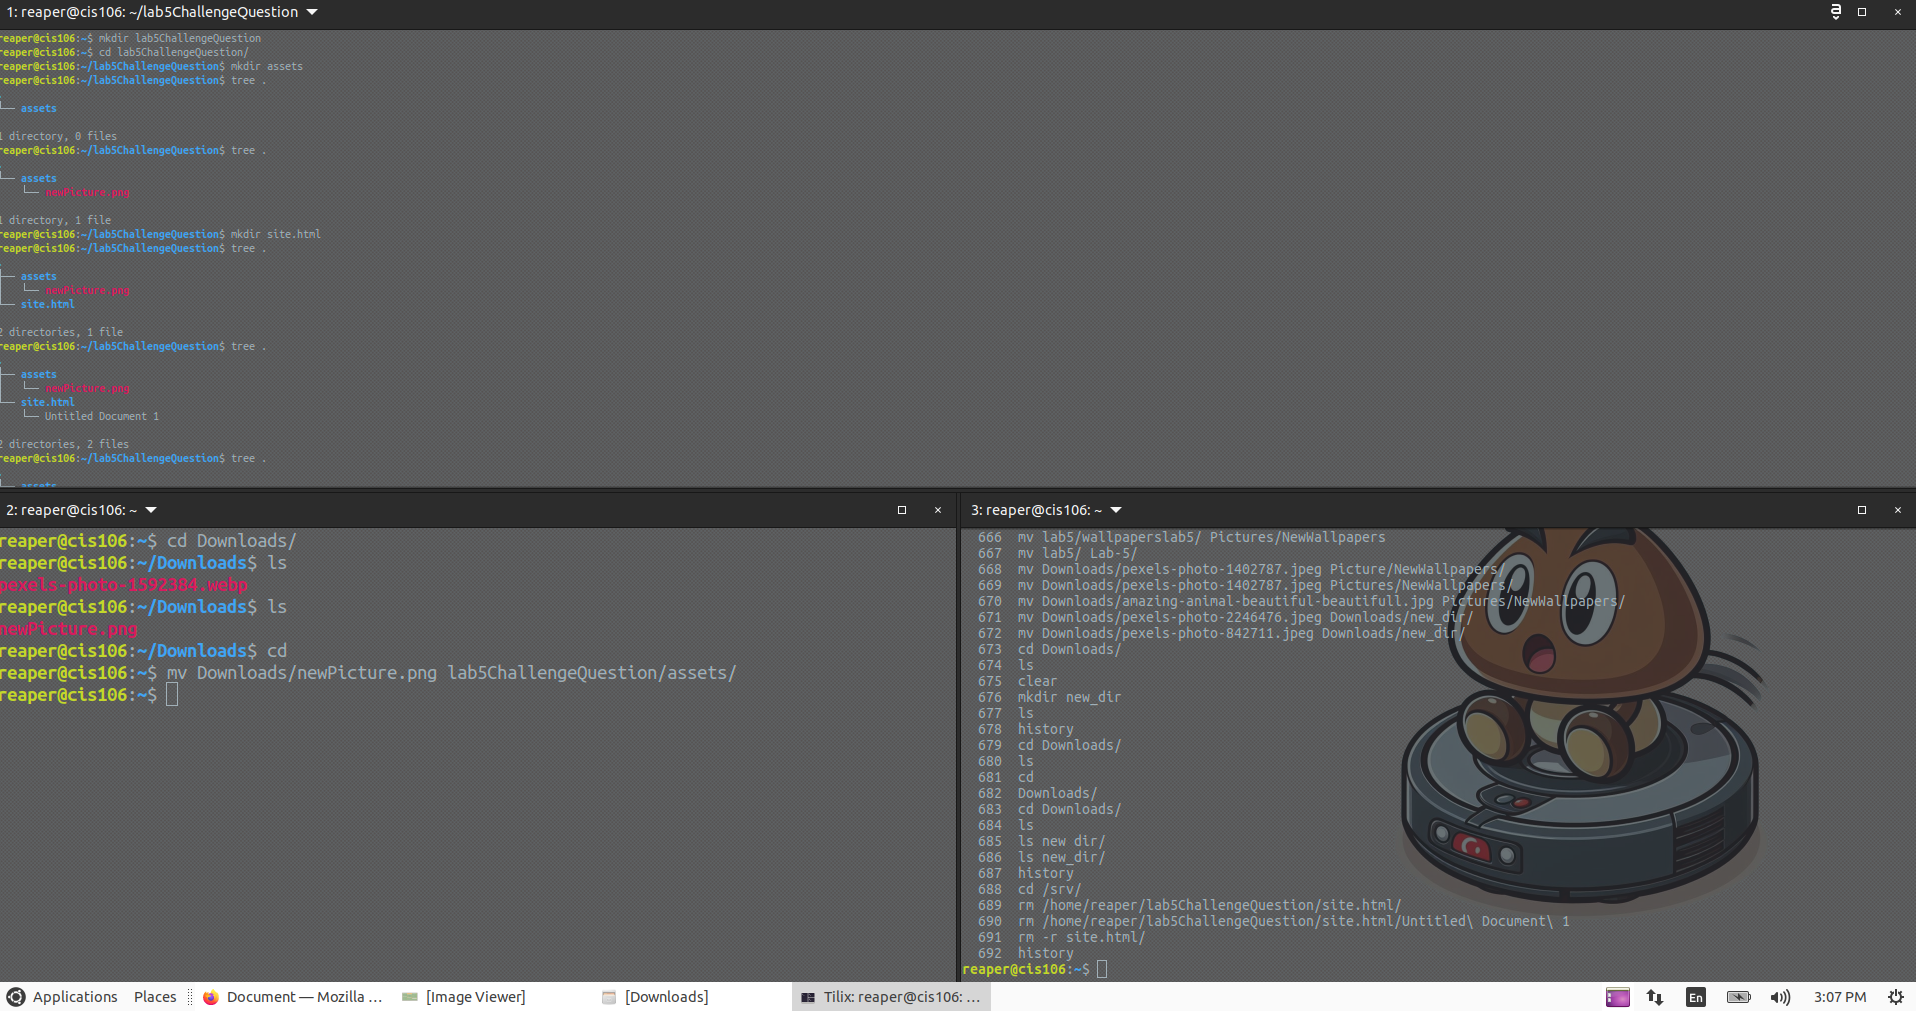 1: reaper@cis106: ~/lab5ChallengeQuestion
reaper@cis106:~$ mkdir lab5ChallengeQuestion
reaper@cis106:~$ cd lab5ChallengeQuestion/
reaper@cis106:~/lab5ChallengeQuestion$ mkdir assets
reaper@cis106:~/lab5ChallengeQuestion$ tree .
.
└── assets
1 directory, 0 files
reaper@cis106:~/lab5ChallengeQuestion$ tree .
.
└── assets
    └── newPicture.png
1 directory, 1 file
reaper@cis106:~/lab5ChallengeQuestion$ mkdir site.html
reaper@cis106:~/lab5ChallengeQuestion$ tree .
.
├── assets
│   └── newPicture.png
└── site.html
2 directories, 1 file
reaper@cis106:~/lab5ChallengeQuestion$ tree .
.
├── assets
│   └── newPicture.png
└── site.html
    └── Untitled Document 1
2 directories, 2 files
reaper@cis106:~/lab5ChallengeQuestion$ tree .
.
└── assets
2: reaper@cis106: ~
reaper@cis106:~$ cd Downloads/
reaper@cis106:~/Downloads$ ls
pexels-photo-1592384.webp
reaper@cis106:~/Downloads$ ls
newPicture.png
reaper@cis106:~/Downloads$ cd
reaper@cis106:~$ mv Downloads/newPicture.png lab5ChallengeQuestion/assets/
reaper@cis106:~$
3: reaper@cis106: ~
666  mv lab5/wallpaperslab5/ Pictures/NewWallpapers
667  mv lab5/ Lab-5/
668  mv Downloads/pexels-photo-1402787.jpeg Picture/NewWallpapers/
669  mv Downloads/pexels-photo-1402787.jpeg Pictures/NewWallpapers/
670  mv Downloads/amazing-animal-beautiful-beautifull.jpg Pictures/NewWallpapers/
671  mv Downloads/pexels-photo-2246476.jpeg Downloads/new_dir/
672  mv Downloads/pexels-photo-842711.jpeg Downloads/new_dir/
673  cd Downloads/
674  ls
675  clear
676  mkdir new_dir
677  ls
678  history
679  cd Downloads/
680  ls
681  cd
682  Downloads/
683  cd Downloads/
684  ls
685  ls new dir/
686  ls new_dir/
687  history
688  cd /srv/
689  rm /home/reaper/lab5ChallengeQuestion/site.html/
690  rm /home/reaper/lab5ChallengeQuestion/site.html/Untitled\ Document\ 1
691  rm -r site.html/
692  history
reaper@cis106:~$
Applications Places Document — Mozilla ... [Image Viewer] [Downloads] Tilix: reaper@cis106: ... En 3:07 PM